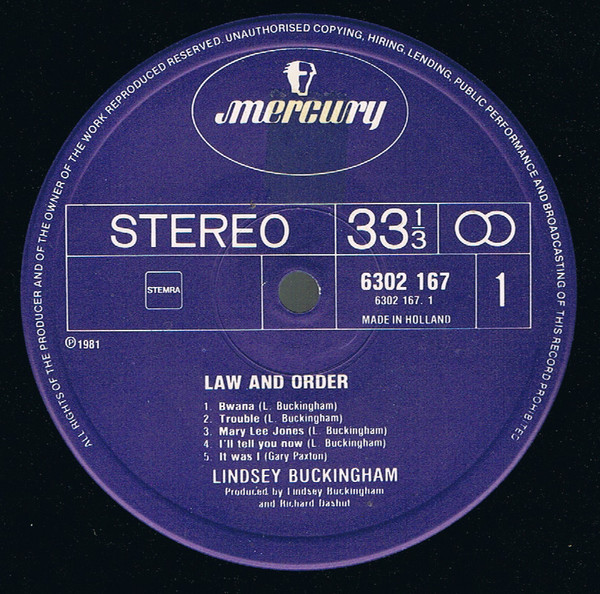 ALL RIGHTS OF THE PRODUCER AND OF THE OWNER OF THE WORK REPRODUCED RESERVED. UNAUTHORISED COPYING, HIRING, LENDING, PUBLIC PERFORMANCE AND BROADCASTING OF THIS RECORD PROHIBITED
mercury
STEREO 33 1/3
STEMRA 6302 167 1
6302 167. 1
MADE IN HOLLAND
℗ 1981
LAW AND ORDER
1. Bwana (L. Buckingham)
2. Trouble (L. Buckingham)
3. Mary Lee Jones (L. Buckingham)
4. I'll tell you now (L. Buckingham)
5. It was I (Gary Paxton)
LINDSEY BUCKINGHAM
Produced by Lindsey Buckingham
and Richard Dashut